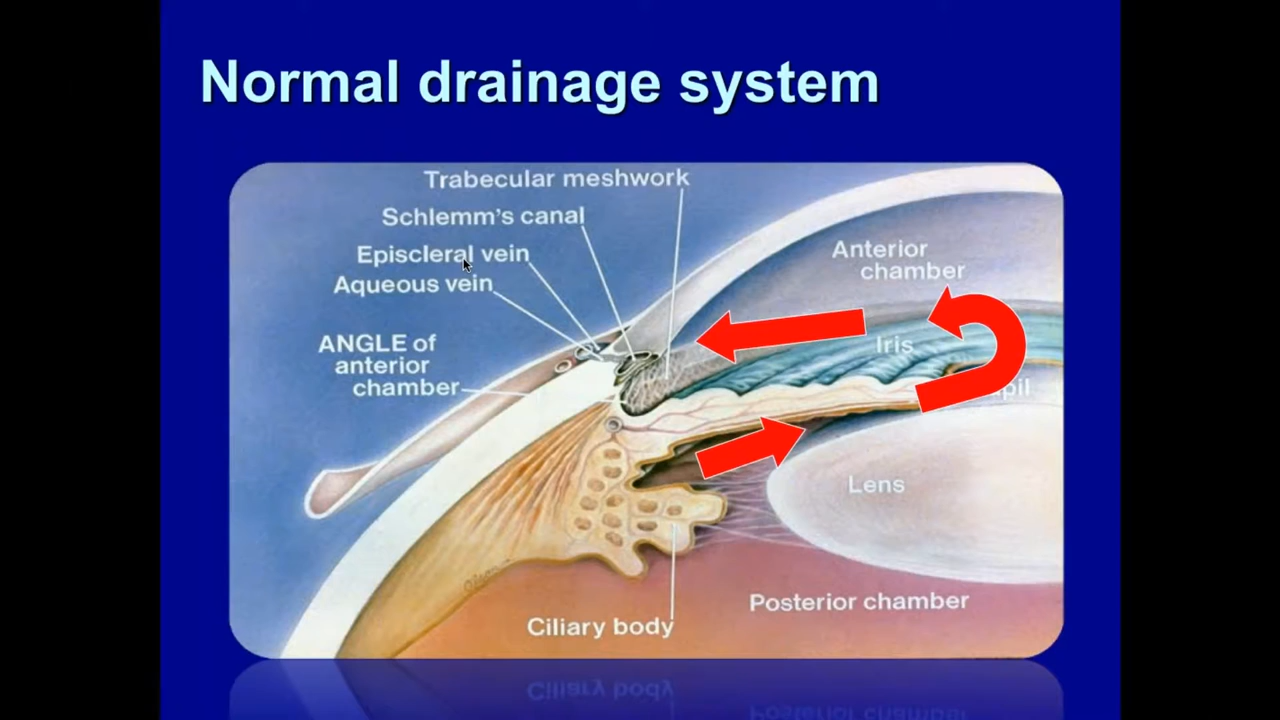 Normal drainage system
Trabecular meshwork
Schlemm's canal
Episcleral vein
Aqueous vein
ANGLE of
anterior
chamber
Anterior
chamber
Iris
Lens
Posterior chamber
Ciliary body